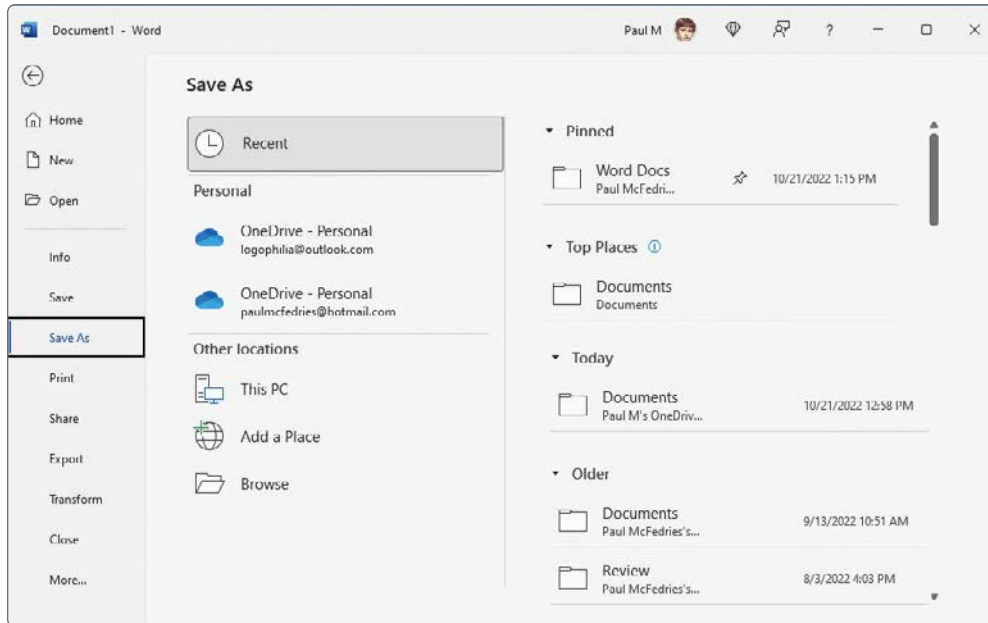 Document1 - Word
Paul M
?
Save As
Home
New
Open
Info
Save
Save As
Print
Share
Export
Transform
Close
More...
Recent
Personal
OneDrive - Personal
logophilia@outlook.com
OneDrive - Personal
paulmcfedries@hotmail.com
Other locations
This PC
Add a Place
Browse
Pinned
Word Docs
Paul McFedri...
10/21/2022 1:15 PM
Top Places
Documents
Documents
Today
Documents
Paul M's OneDriv...
10/21/2022 12:58 PM
Older
Documents
Paul McFedries's...
9/13/2022 10:51 AM
Review
Paul McFedries's...
8/3/2022 4:03 PM